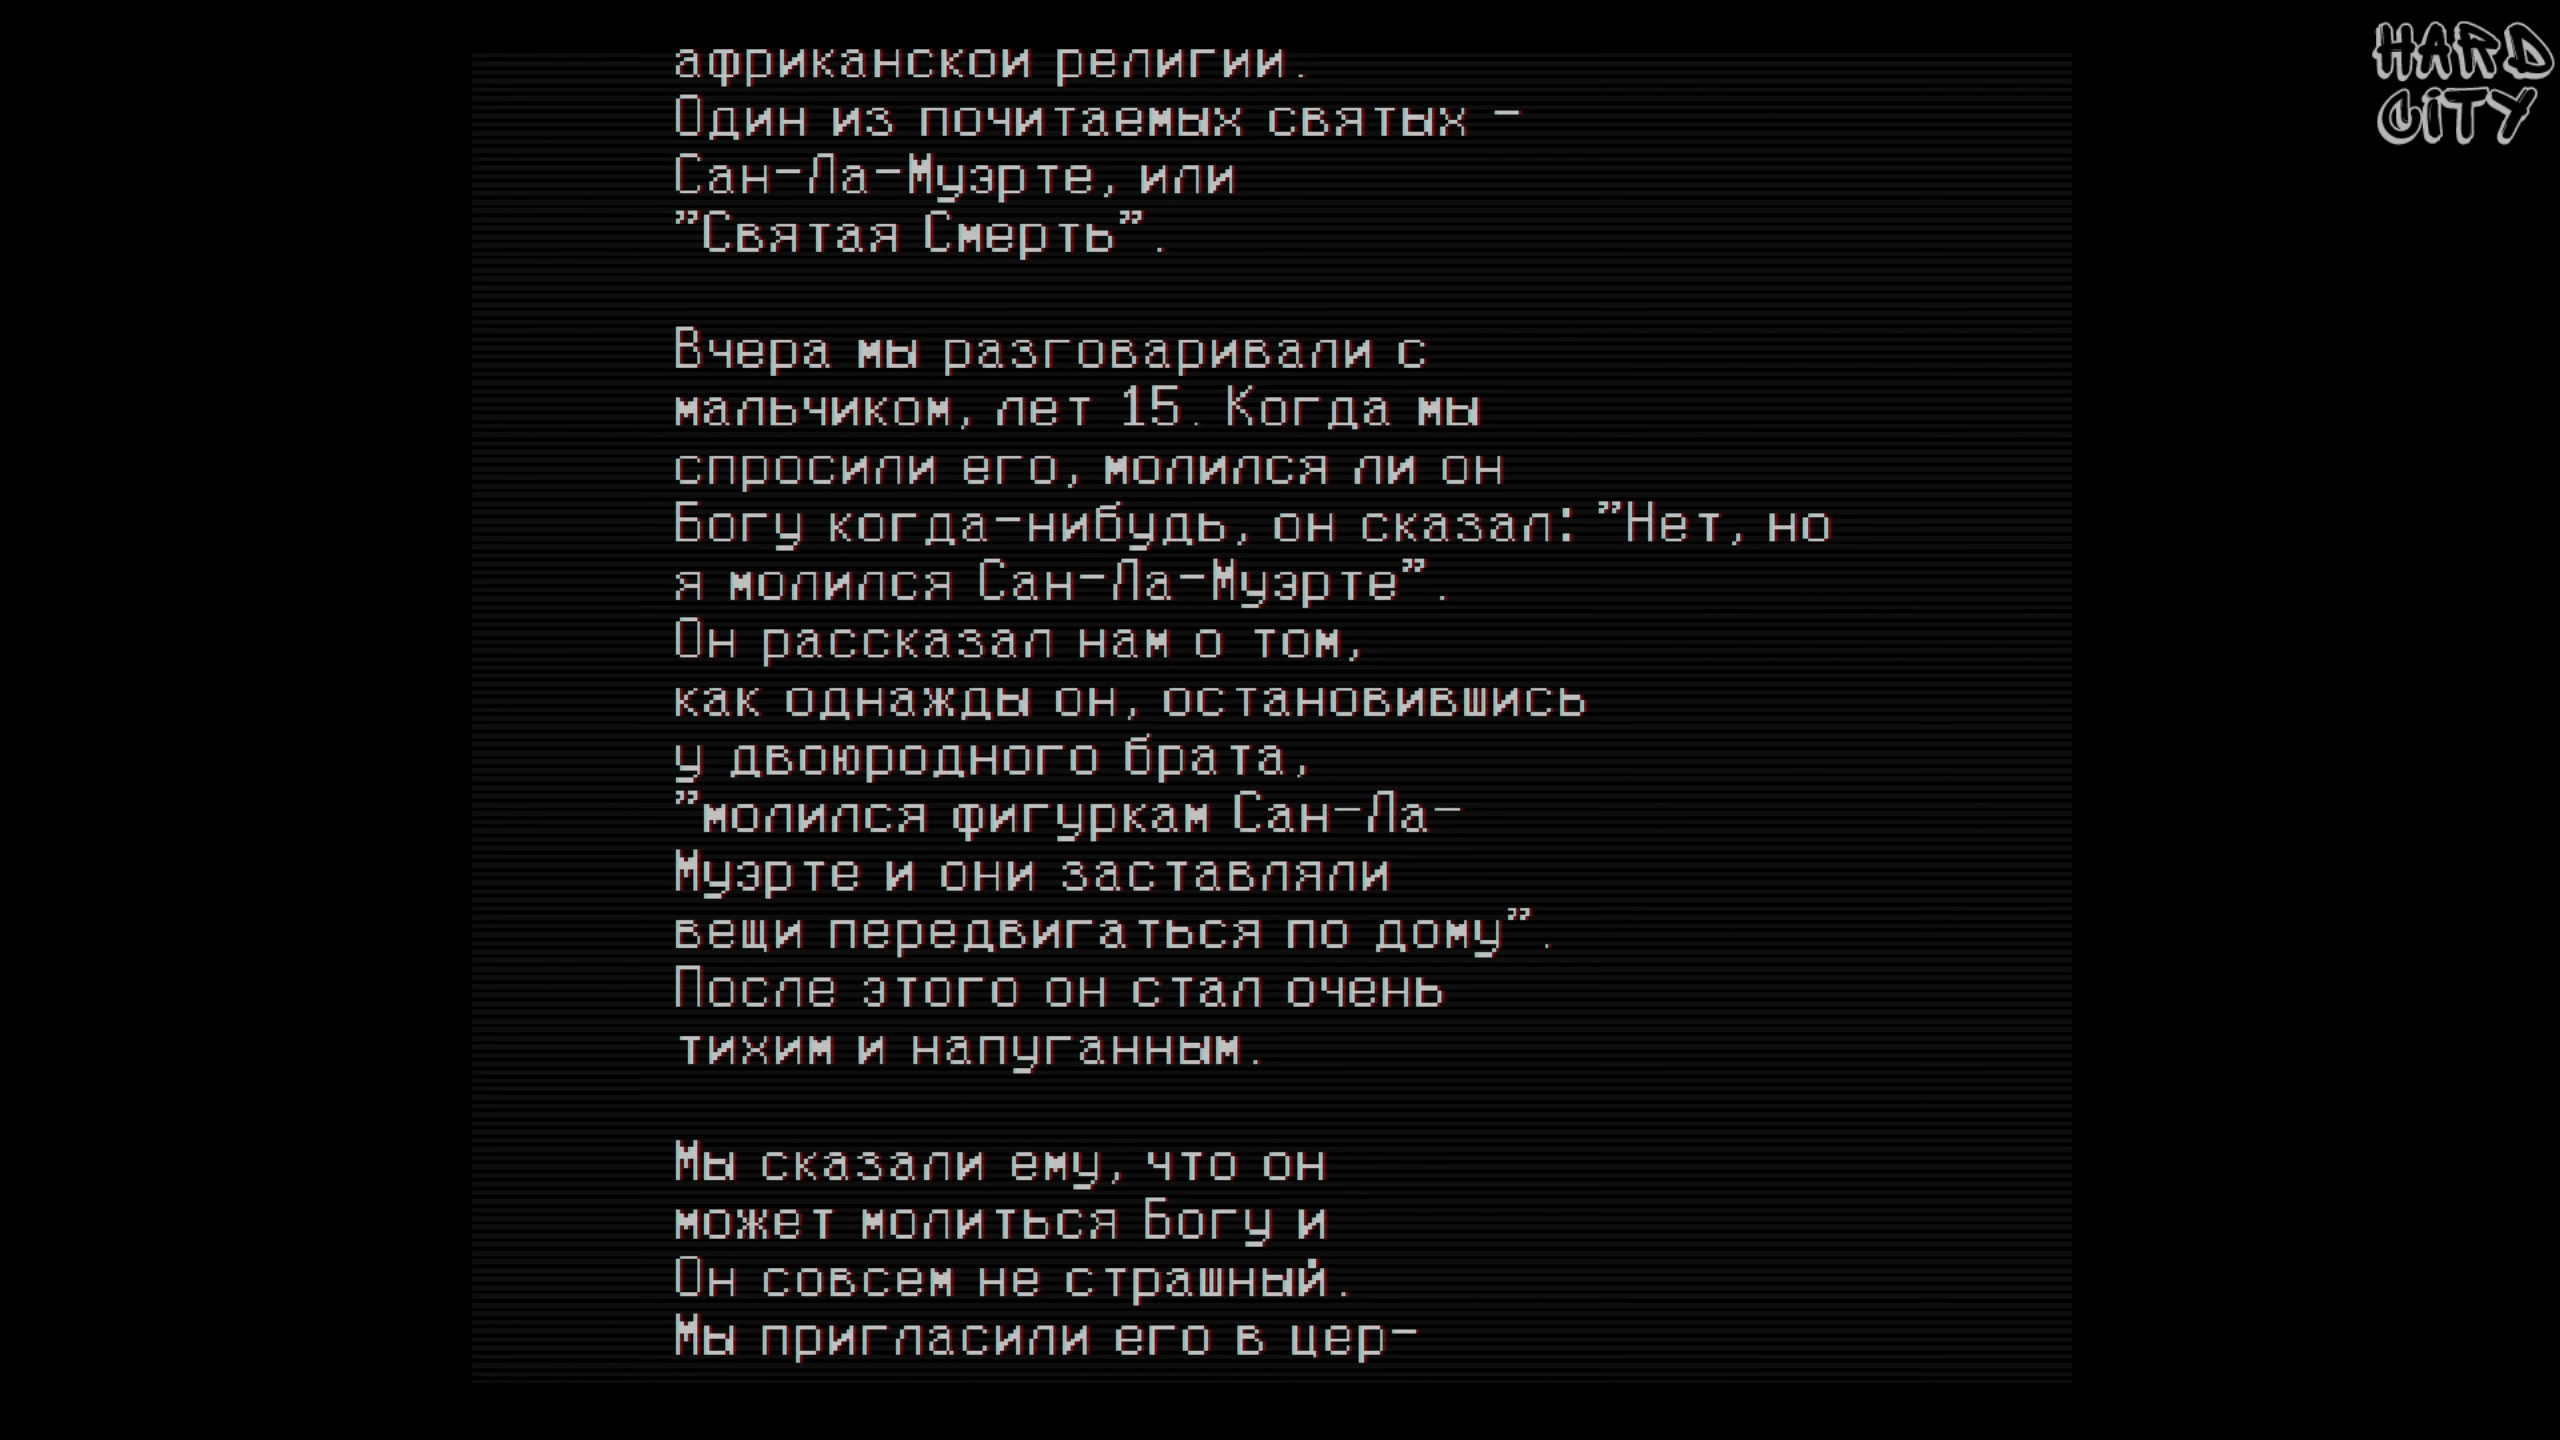 африканской религии.
Один из почитаемых святых -
Сан-Ла-Муэрте, или
"Святая Смерть".
Вчера мы разговаривали с
мальчиком, лет 15. Когда мы
спросили его, молился ли он
Богу когда-нибудь, он сказал: "Нет, но
я молился Сан-Ла-Муэрте".
Он рассказал нам о том,
как однажды он, остановившись
у двоюродного брата,
"молился фигуркам Сан-Ла-
Муэрте и они заставляли
вещи передвигаться по дому".
После этого он стал очень
тихим и напуганным.
Мы сказали ему, что он
может молиться Богу и
Он совсем не страшный.
Мы пригласили его в цер-
HARD
CiTY